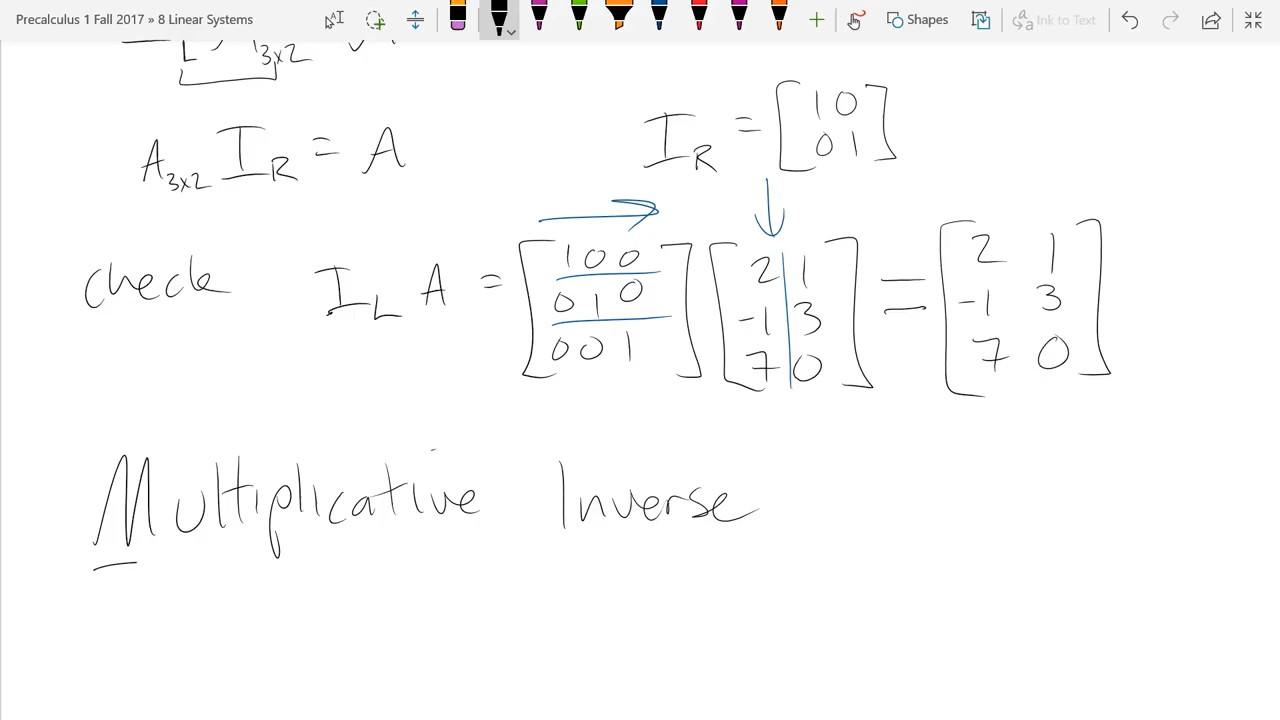 Precalculus 1 Fall 2017 » 8 Linear Systems
Shapes
Ink to Text
3x2
A3x2 IR = A
IR = [1 0
0 1]
check IL A = [1 0 0
0 1 0
0 0 1] [2 1
-1 3
7 0] = [2 1
-1 3
7 0]
Multiplicative Inverse